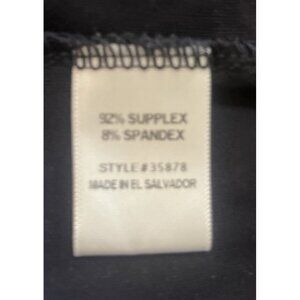 92% SUPPLEX
8% SPANDEX
STYLE#35878
MADE IN EL SALVADOR